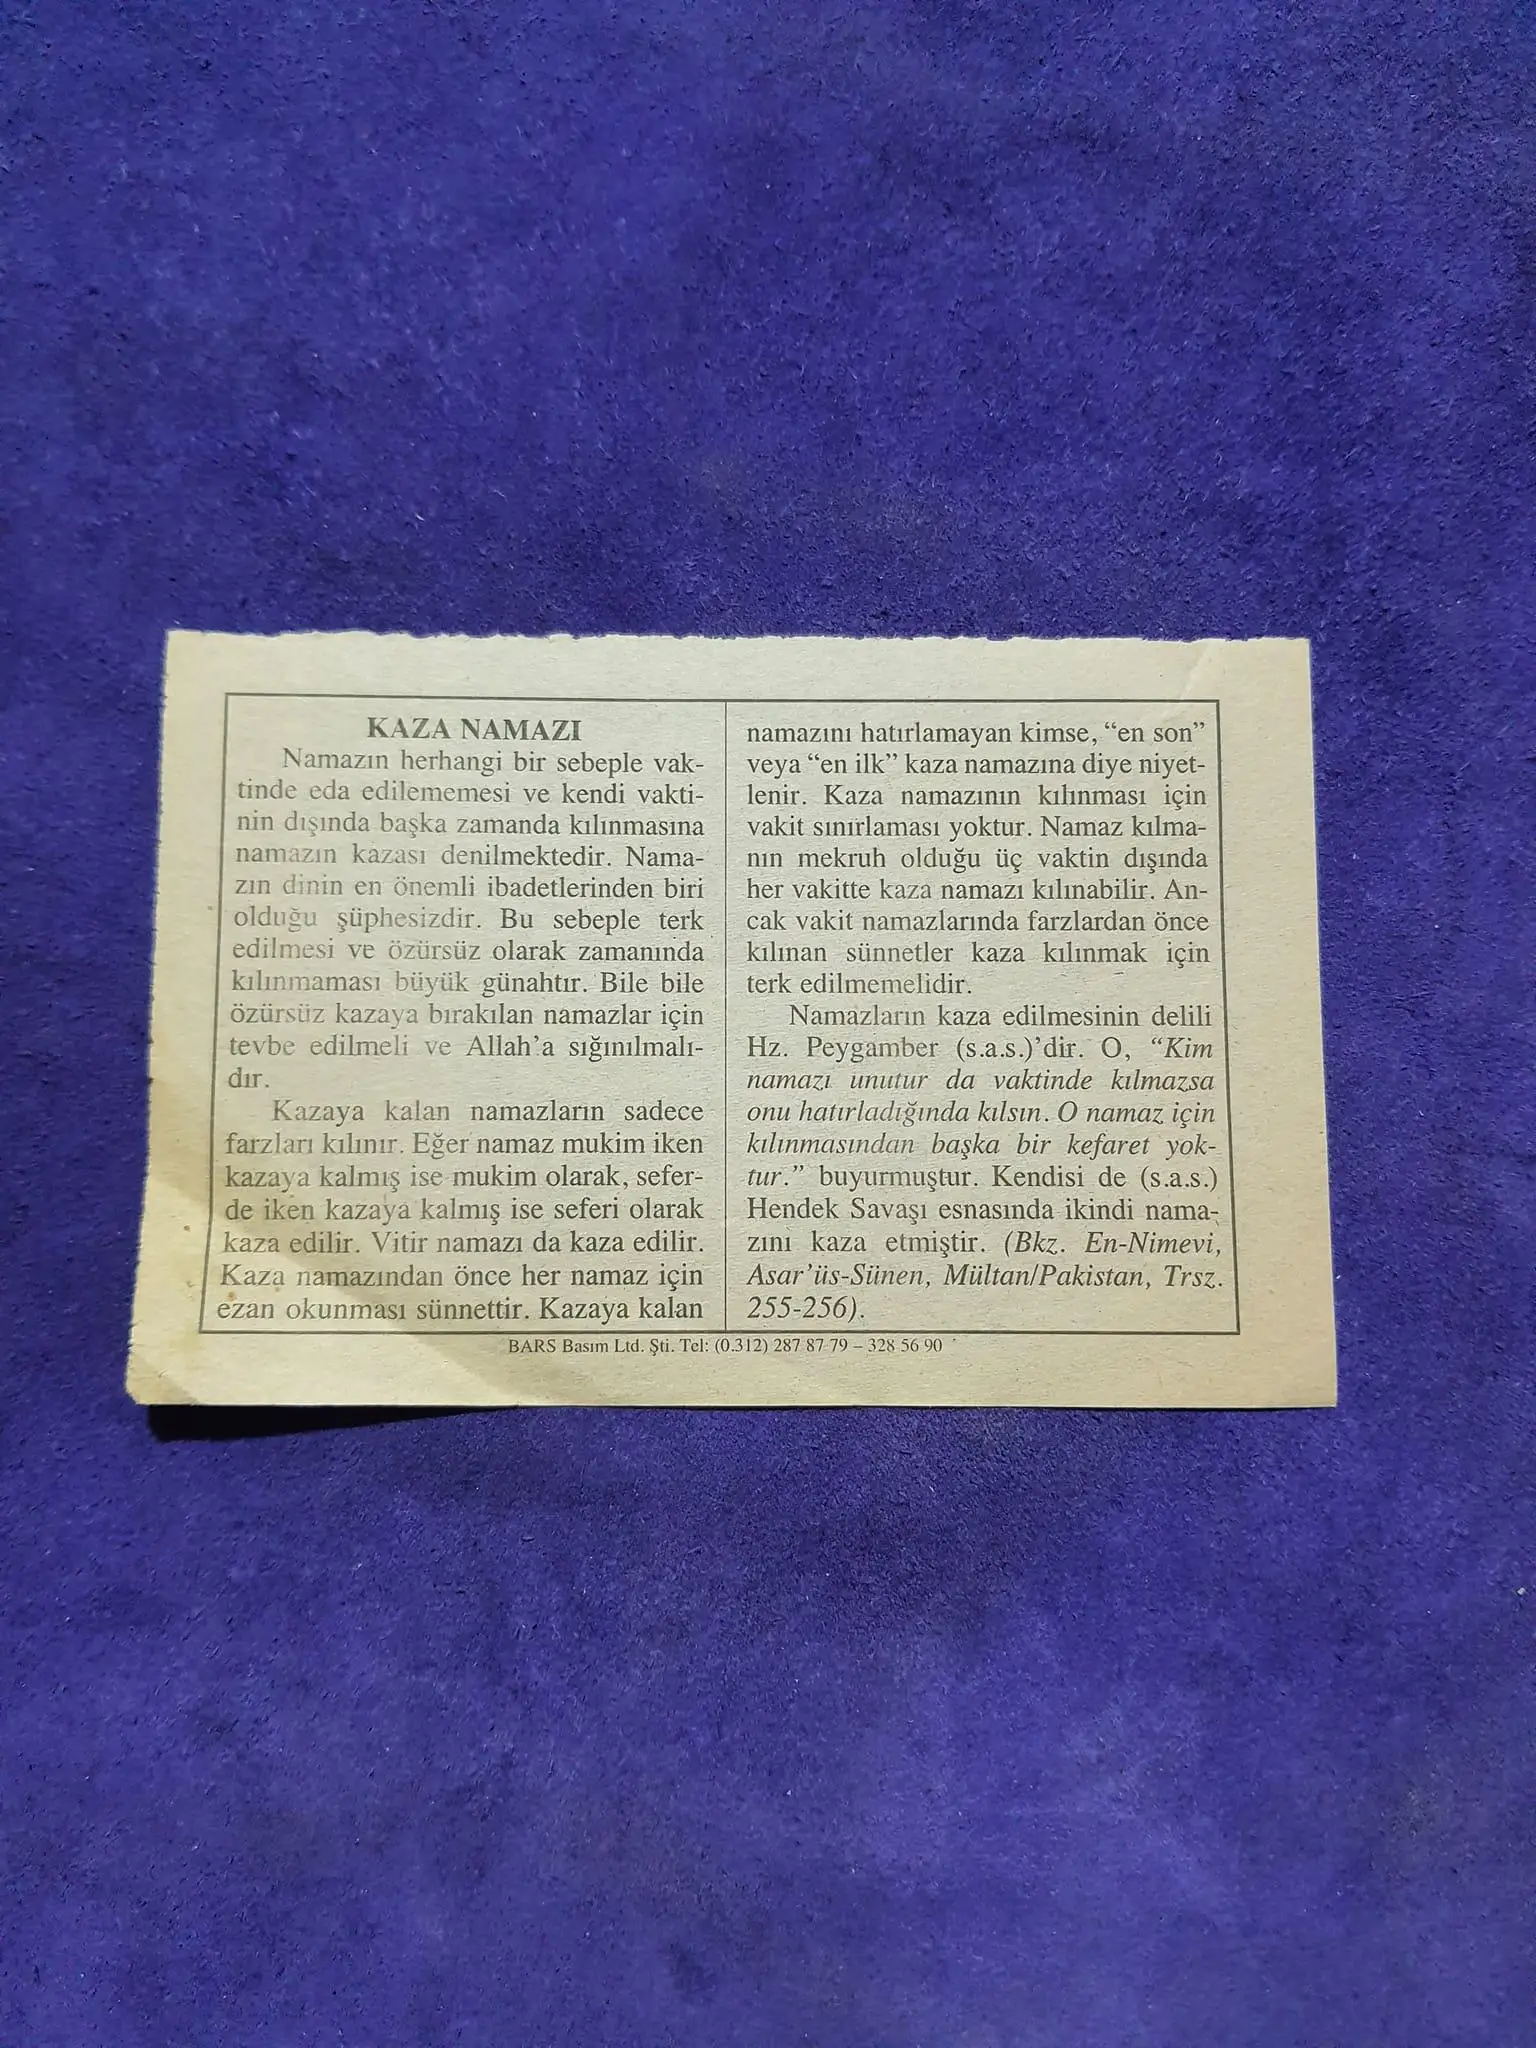 KAZA NAMAZI
Namazın herhangi bir sebeple vak-
tinde eda edilememesi ve kendi vakti-
nin dışında başka zamanda kılınmasına
namazın kazası denilmektedir. Nama-
zın dinin en önemli ibadetlerinden biri
olduğu şüphesizdir. Bu sebeple terk
edilmesi ve özürsüz olarak zamanında
kılınmaması büyük günahtır. Bile bile
özürsüz kazaya bırakılan namazlar için
tevbe edilmeli ve Allah'a sığınılmalı-
dır.
Kazaya kalan namazların sadece
farzları kılınır. Eğer namaz mukim iken
kazaya kalmış ise mukim olarak, sefer-
de iken kazaya kalmış ise seferi olarak
kaza edilir. Vitir namazı da kaza edilir.
Kaza namazından önce her namaz için
ezan okunması sünnettir. Kazaya kalan
namazını hatırlamayan kimse, “en son”
veya “en ilk” kaza namazına diye niyet-
lenir. Kaza namazının kılınması için
vakit sınırlaması yoktur. Namaz kılma-
nın mekruh olduğu üç vaktin dışında
her vakitte kaza namazı kılınabilir. An-
cak vakit namazlarında farzlardan önce
kılınan sünnetler kaza kılınmak için
terk edilmemelidir.
Namazların kaza edilmesinin delili
Hz. Peygamber (s.a.s.)’dir. O, “Kim
namazı unutur da vaktinde kılmazsa
onu hatırladığında kılsın. O namaz için
kılınmasından başka bir kefaret yok-
tur.” buyurmuştur. Kendisi de (s.a.s.)
Hendek Savaşı esnasında ikindi nama-
zını kaza etmiştir. (Bkz. En-Nimevi,
Asar’üs-Sünen, Mültan/Pakistan, Trsz.
255-256).
BARS Basım Ltd. Şti. Tel: (0.312) 287 87 79 – 328 56 90